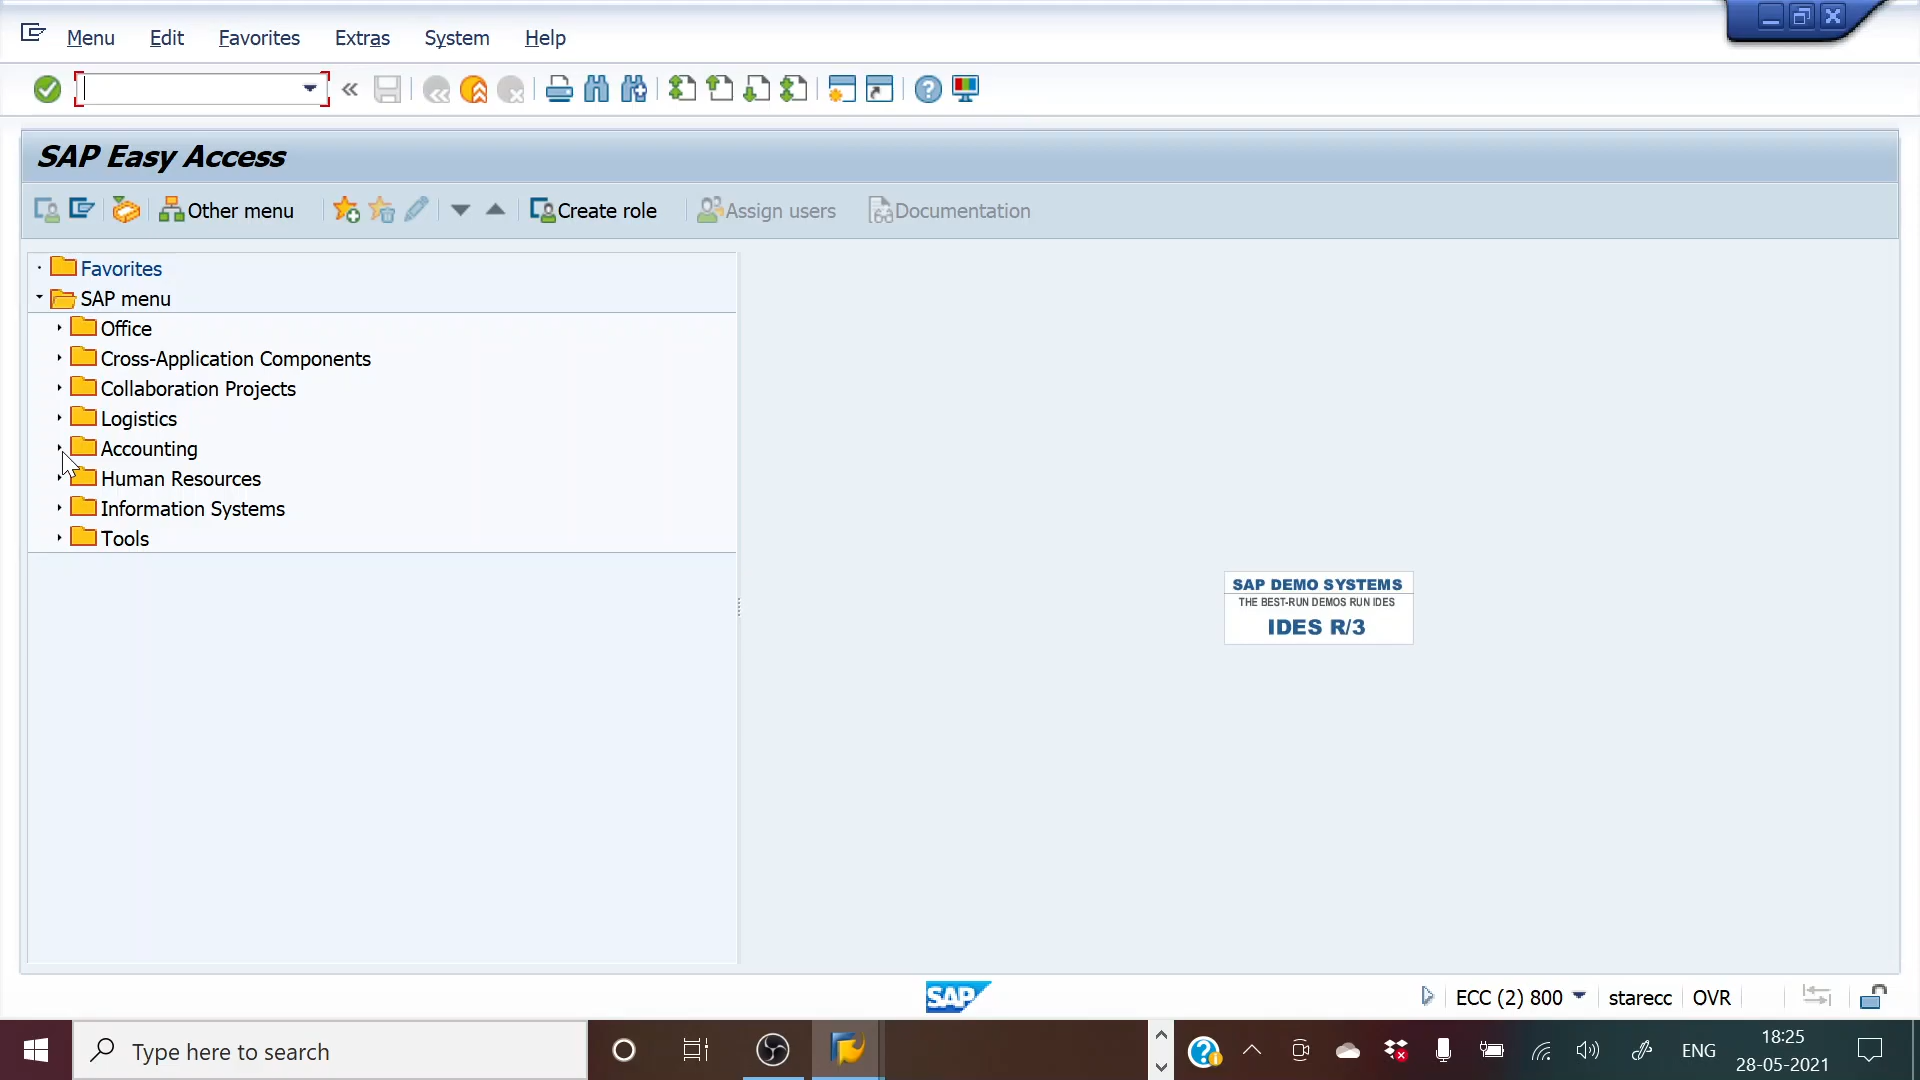 Menu Edit Favorites Extras System Help
SAP Easy Access
Other menu Create role Assign users Documentation
Favorites
SAP menu
Office
Cross-Application Components
Collaboration Projects
Logistics
Accounting
Human Resources
Information Systems
Tools
SAP DEMO SYSTEMS
THE BEST-RUN DEMOS RUN IDES
IDES R/3
SAP ECC (2) 800 starecc OVR
Type here to search ENG 18:25
28-05-2021